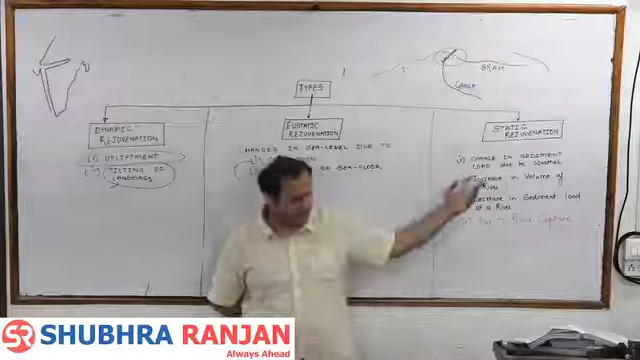 TYPES
DYNAMIC
REJUVENATION
(i) UPLIFTMENT
(ii) TILTING OF
LANDMASS
EUSTATIC
REJUVENATION
CHANGES IN SEA-LEVEL DUE TO
OF SEA-FLOOR
STATIC
REJUVENATION
(i) CHANGE IN SEDIMENT
LOAD due to Weather
Increase in Volume of
River
Decrease in Sediment load
of a River
River Capture
BRAH
GANGA
SHUBHRA RANJAN
Always Ahead
SR